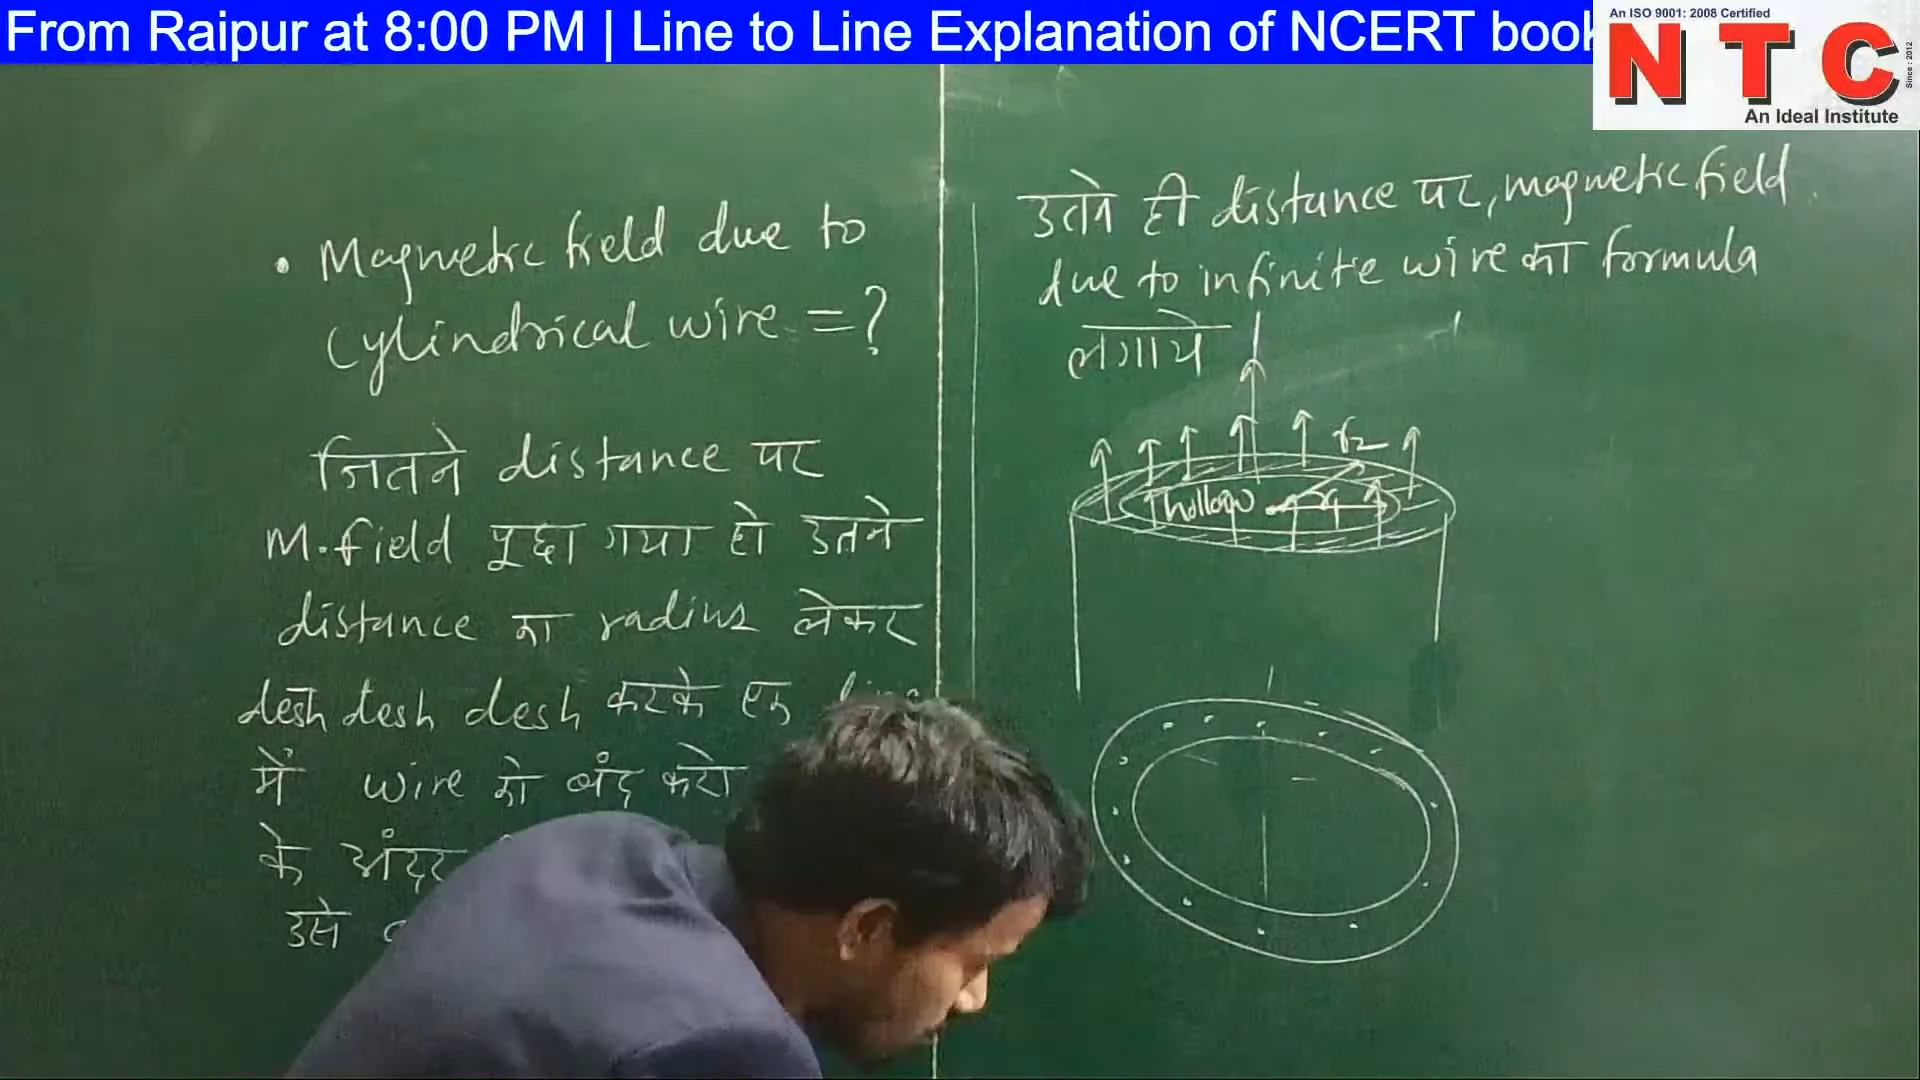 From Raipur at 8:00 PM | Line to Line Explanation of NCERT book
An ISO 9001: 2008 Certified
NTC
Since : 2012
An Ideal Institute
• Magnetic field due to
Cylindrical wire = ?
जितने distance पर
M.field पूछा गया हो उतने
distance का radius लेकर
desh desh desh करके एक
में wire को बंद करो
के अंदर
उसे
उतने ही distance पर, magnetic field
due to infinite wire का formula
लगाये
r2
hollow r1